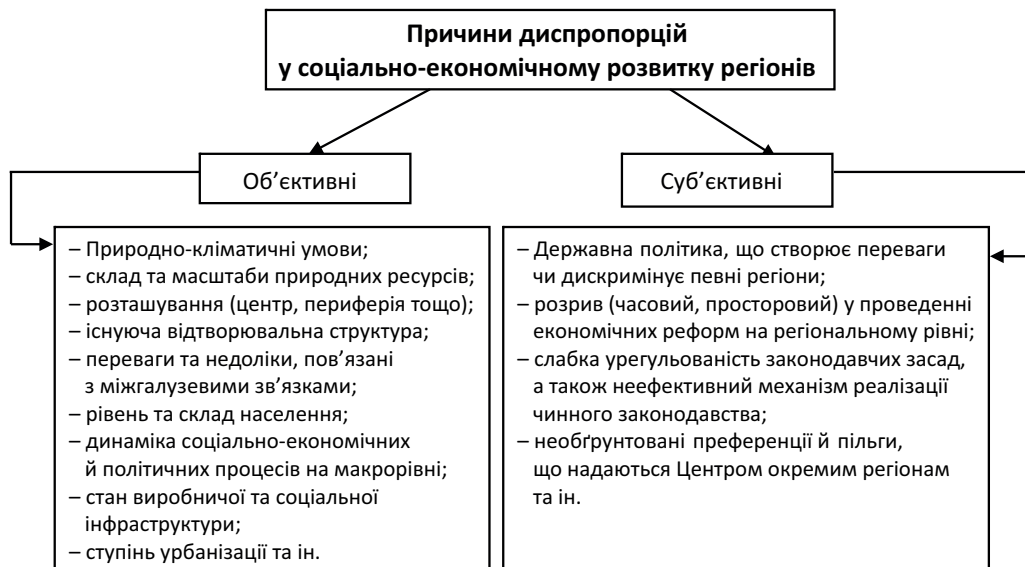 Причини диспропорцій
у соціально-економічному розвитку регіонів
Об’єктивні
Суб’єктивні
– Природно-кліматичні умови;
– склад та масштаби природних ресурсів;
– розташування (центр, периферія тощо);
– існуюча відтворювальна структура;
– переваги та недоліки, пов’язані
з міжгалузевими зв’язками;
– рівень та склад населення;
– динаміка соціально-економічних
й політичних процесів на макрорівні;
– стан виробничої та соціальної
інфраструктури;
– ступінь урбанізації та ін.
– Державна політика, що створює переваги
чи дискримінує певні регіони;
– розрив (часовий, просторовий) у проведенні
економічних реформ на регіональному рівні;
– слабка урегульованість законодавчих засад,
а також неефективний механізм реалізації
чинного законодавства;
– необґрунтовані преференції й пільги,
що надаються Центром окремим регіонам
та ін.